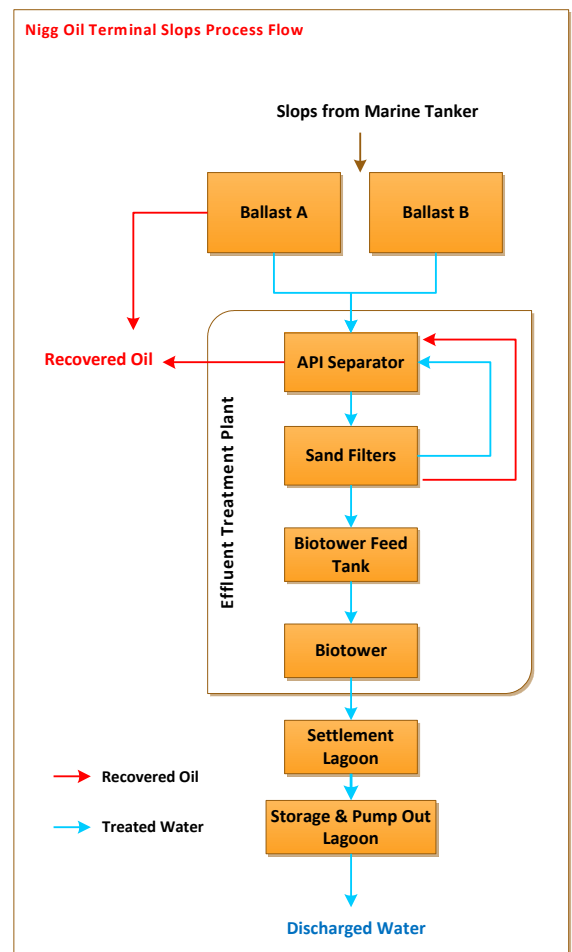 Nigg Oil Terminal Slops Process Flow
Slops from Marine Tanker
Ballast A
Ballast B
API Separator
Recovered Oil
Sand Filters
Effluent Treatment Plant
Biotower Feed
Tank
Biotower
Settlement
Lagoon
Recovered Oil
Storage & Pump Out
Lagoon
Treated Water
Discharged Water